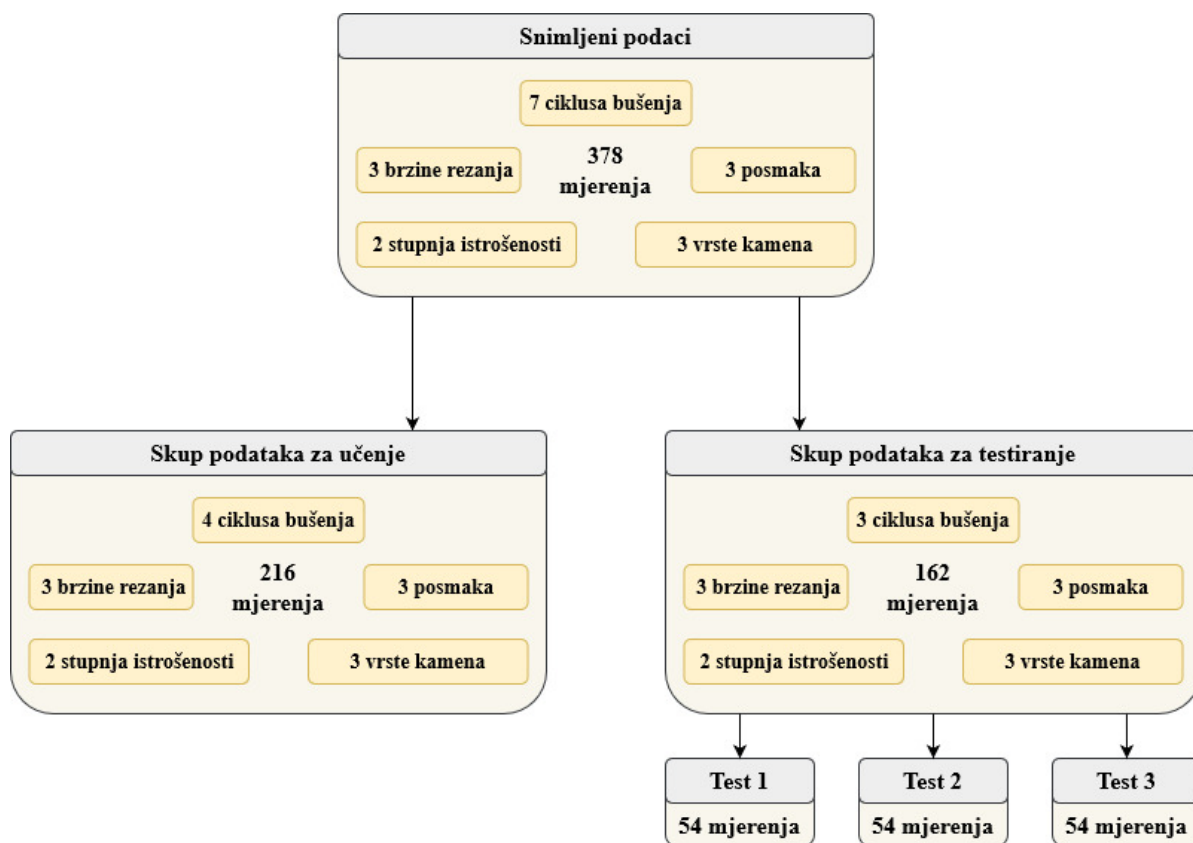 Snimljeni podaci
7 ciklusa bušenja
3 brzine rezanja
378
mjerenja
3 posmaka
2 stupnja istrošenosti
3 vrste kamena
Skup podataka za učenje
4 ciklusa bušenja
3 brzine rezanja
216
mjerenja
3 posmaka
2 stupnja istrošenosti
3 vrste kamena
Skup podataka za testiranje
3 ciklusa bušenja
3 brzine rezanja
162
mjerenja
3 posmaka
2 stupnja istrošenosti
3 vrste kamena
Test 1
54 mjerenja
Test 2
54 mjerenja
Test 3
54 mjerenja